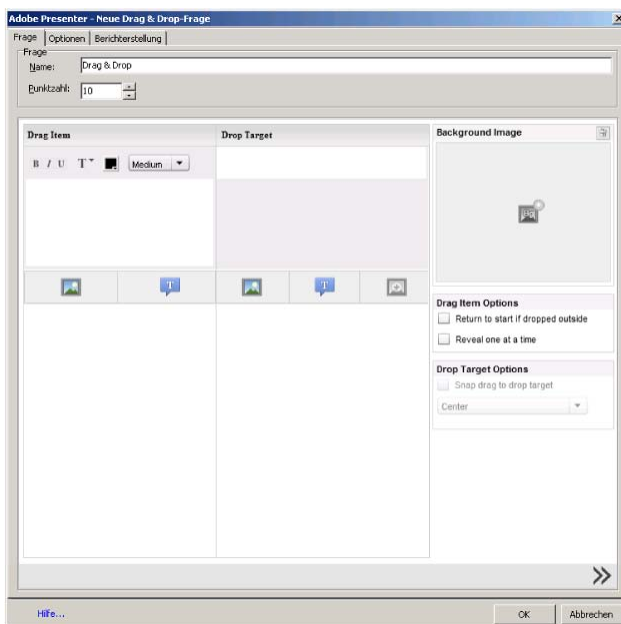 Adobe Presenter - Neue Drag & Drop-Frage
Frage Optionen Berichterstellung
Frage
Name: Drag & Drop
Punktzahl: 10
Drag Item Drop Target Background Image
B I U T Medium
T T
Drag Item Options
Return to start if dropped outside
Reveal one at a time
Drop Target Options
Snap drag to drop target
Center
Hilfe... OK Abbrechen